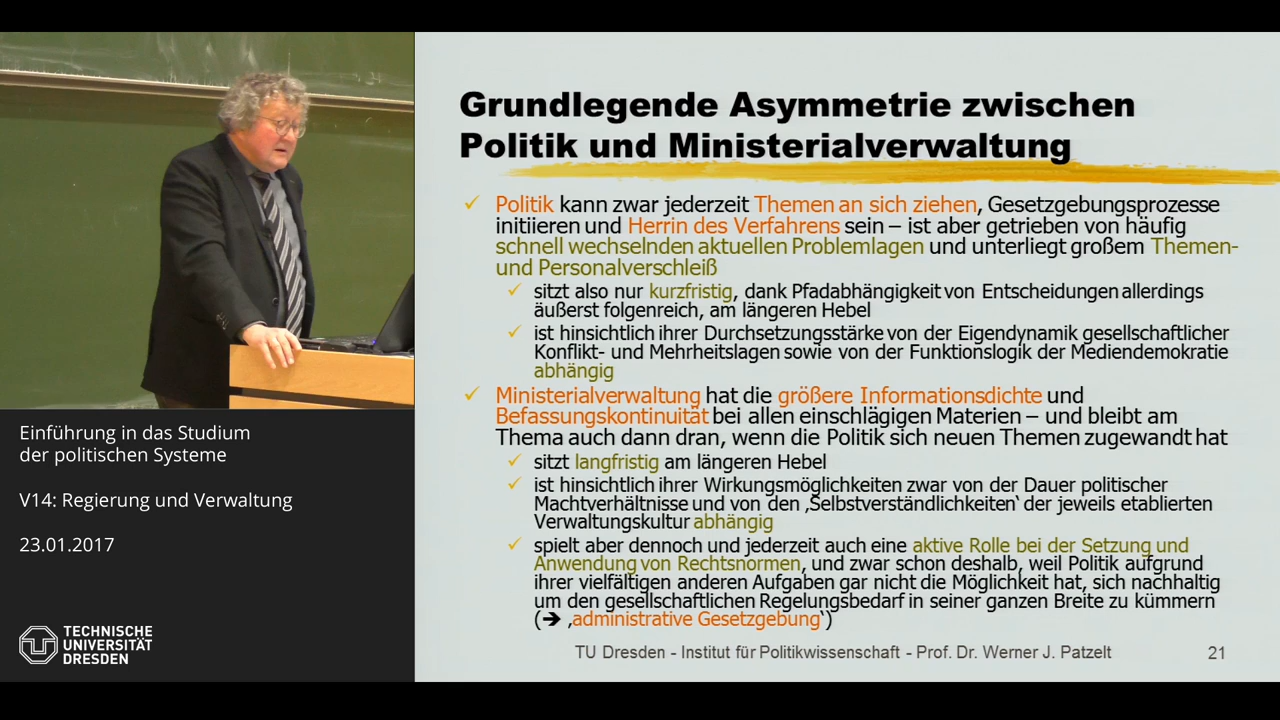 Grundlegende Asymmetrie zwischen
Politik und Ministerialverwaltung
Politik kann zwar jederzeit Themen an sich ziehen, Gesetzgebungsprozesse
initiieren und Herrin des Verfahrens sein – ist aber getrieben von häufig
schnell wechselnden aktuellen Problemlagen und unterliegt großem Themen-
und Personalverschleiß
sitzt also nur kurzfristig, dank Pfadabhängigkeit von Entscheidungen allerdings
äußerst folgenreich, am längeren Hebel
ist hinsichtlich ihrer Durchsetzungsstärke von der Eigendynamik gesellschaftlicher
Konflikt- und Mehrheitslagen sowie von der Funktionslogik der Mediendemokratie
abhängig
Ministerialverwaltung hat die größere Informationsdichte und
Befassungskontinuität bei allen einschlägigen Materien – und bleibt am
Thema auch dann dran, wenn die Politik sich neuen Themen zugewandt hat
sitzt langfristig am längeren Hebel
ist hinsichtlich ihrer Wirkungsmöglichkeiten zwar von der Dauer politischer
Machtverhältnisse und von den ‚Selbstverständlichkeiten‘ der jeweils etablierten
Verwaltungskultur abhängig
spielt aber dennoch und jederzeit auch eine aktive Rolle bei der Setzung und
Anwendung von Rechtsnormen, und zwar schon deshalb, weil Politik aufgrund
ihrer vielfältigen anderen Aufgaben gar nicht die Möglichkeit hat, sich nachhaltig
um den gesellschaftlichen Regelungsbedarf in seiner ganzen Breite zu kümmern
(➔ ‚administrative Gesetzgebung‘)
TU Dresden - Institut für Politikwissenschaft - Prof. Dr. Werner J. Patzelt 21
Einführung in das Studium
der politischen Systeme
V14: Regierung und Verwaltung
23.01.2017
TECHNISCHE
UNIVERSITÄT
DRESDEN